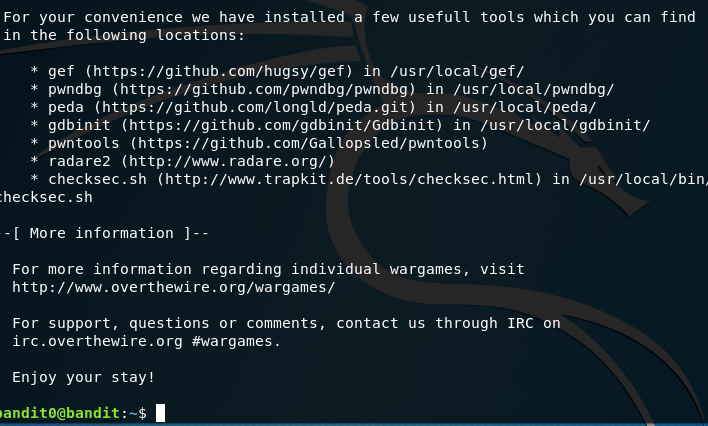 For your convenience we have installed a few usefull tools which you can find
in the following locations:
* gef (https://github.com/hugsy/gef) in /usr/local/gef/
* pwndbg (https://github.com/pwndbg/pwndbg) in /usr/local/pwndbg/
* peda (https://github.com/longld/peda.git) in /usr/local/peda/
* gdbinit (https://github.com/gdbinit/Gdbinit) in /usr/local/gdbinit/
* pwntools (https://github.com/Gallopsled/pwntools)
* radare2 (http://www.radare.org/)
* checksec.sh (http://www.trapkit.de/tools/checksec.html) in /usr/local/bin/
checksec.sh
--[ More information ]--
For more information regarding individual wargames, visit
http://www.overthewire.org/wargames/
For support, questions or comments, contact us through IRC on
irc.overthewire.org #wargames.
Enjoy your stay!
bandit0@bandit:~$